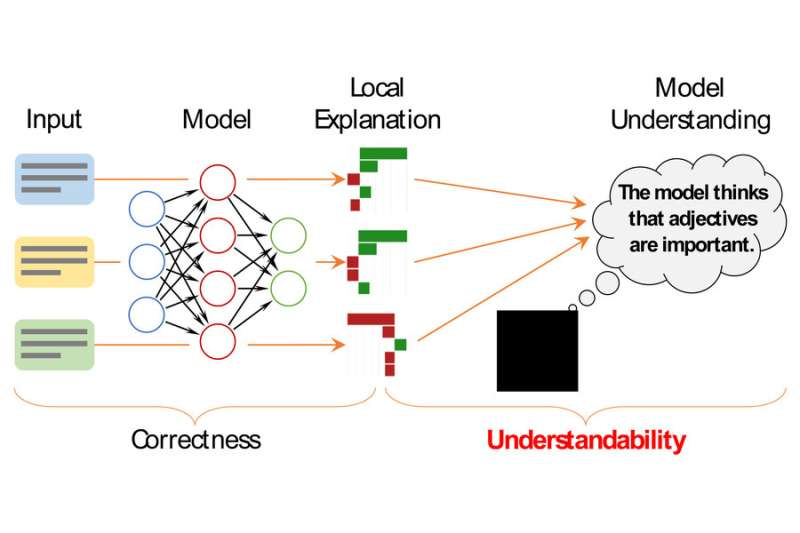 Input
Model
Local
Explanation
Model
Understanding
The model thinks
that adjectives
are important.
Correctness
Understandability